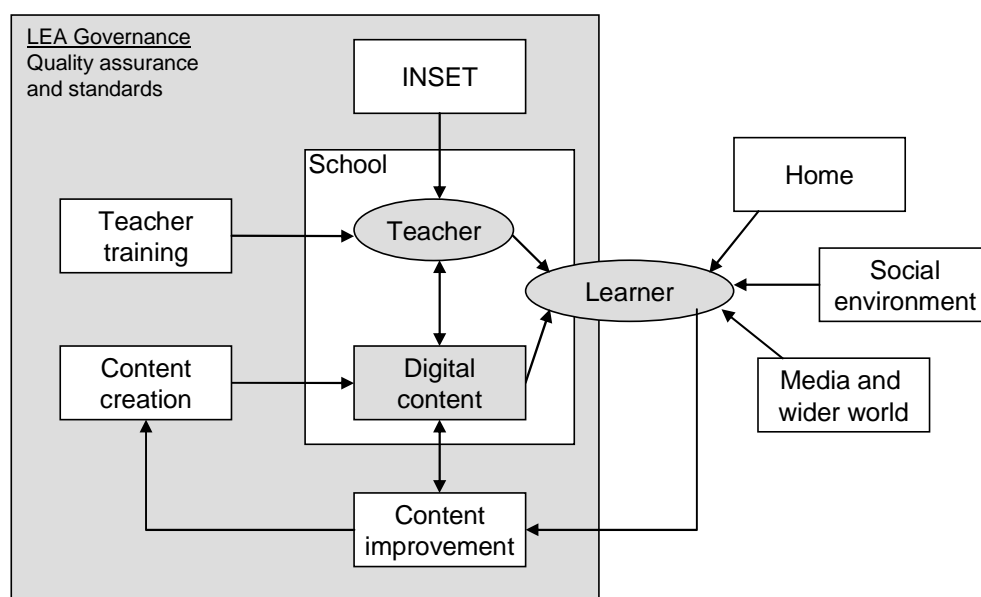 LEA Governance
Quality assurance
and standards
INSET
School
Home
Teacher
training
Teacher
Social
environment
Learner
Content
creation
Digital
content
Media and
wider world
Content
improvement